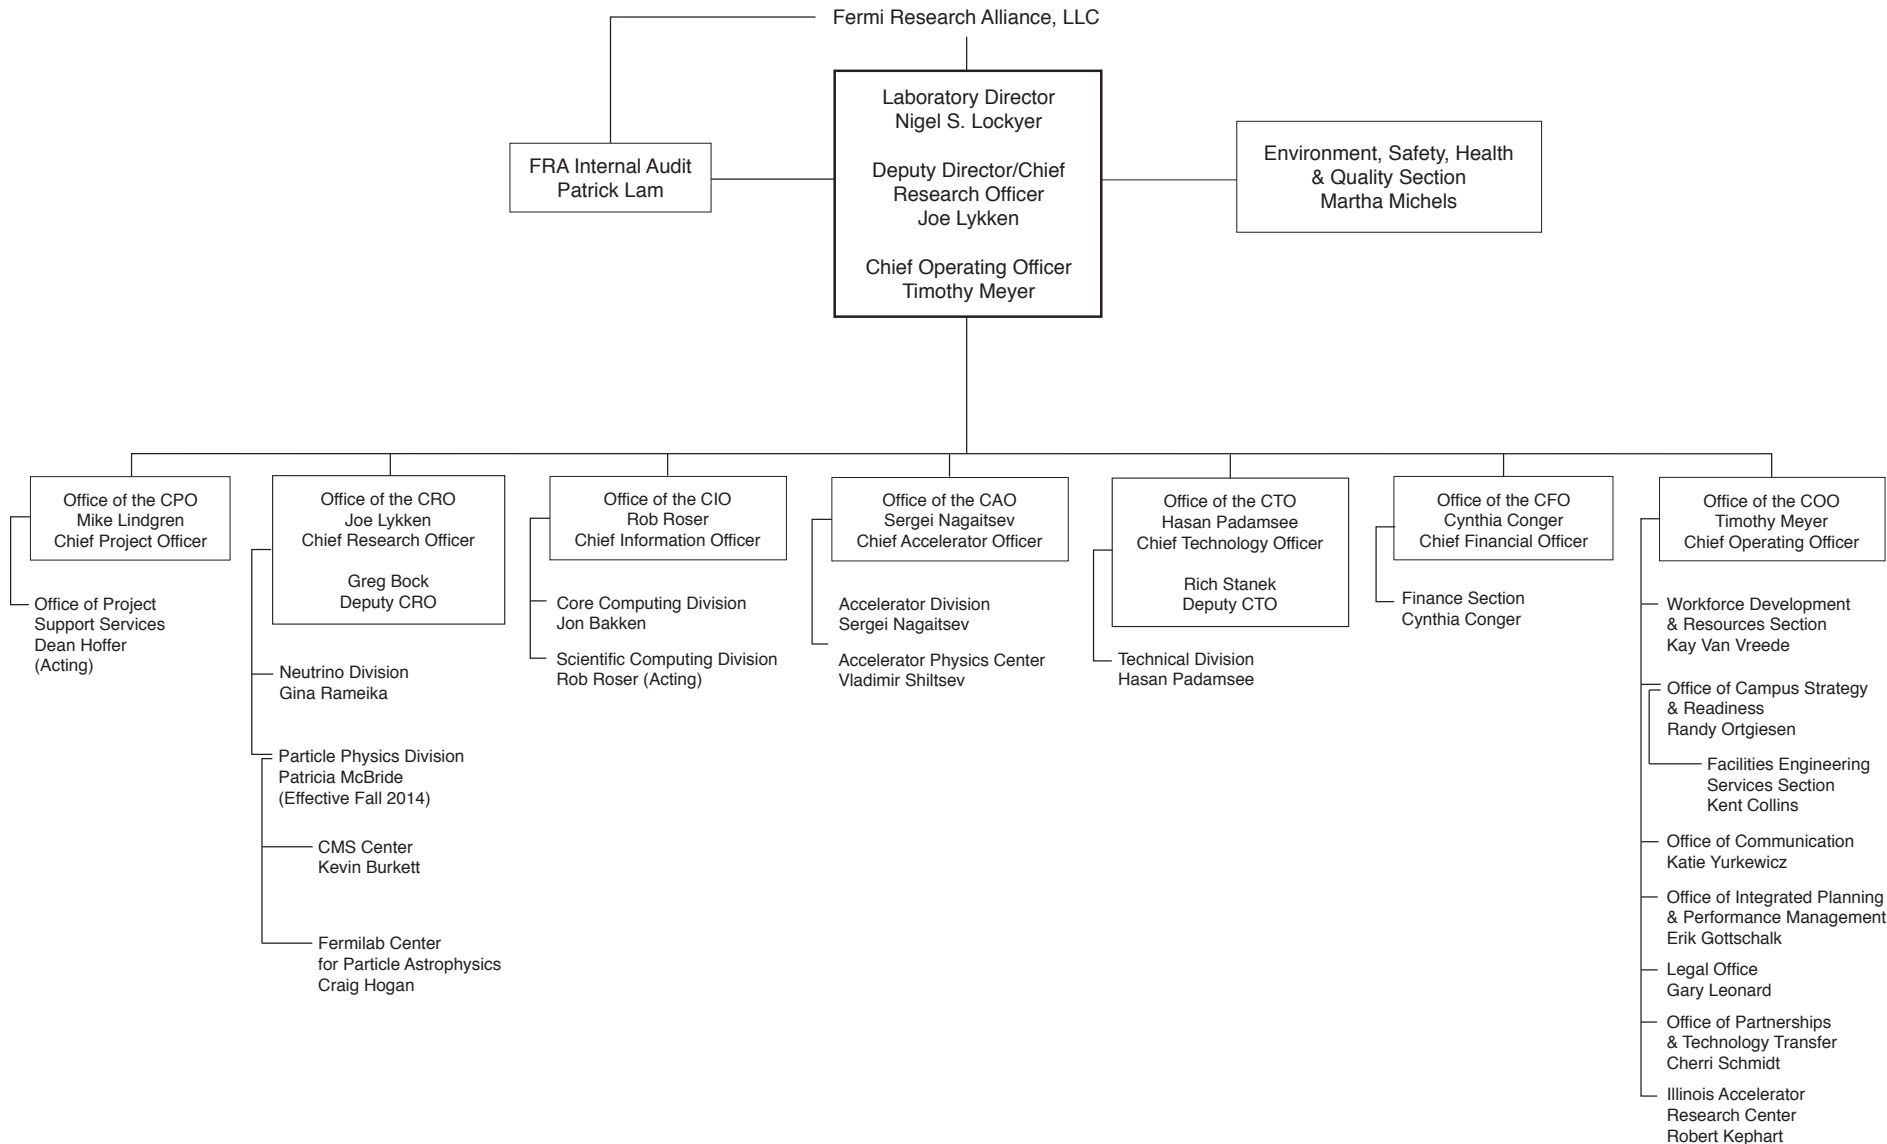 Fermi Research Alliance, LLC
Laboratory Director
Nigel S. Lockyer
Deputy Director/Chief
Research Officer
Joe Lykken
Chief Operating Officer
Timothy Meyer
FRA Internal Audit
Patrick Lam
Environment, Safety, Health
& Quality Section
Martha Michels
Office of the CPO
Mike Lindgren
Chief Project Officer
Office of Project
Support Services
Dean Hoffer
(Acting)
Office of the CRO
Joe Lykken
Chief Research Officer
Greg Bock
Deputy CRO
Neutrino Division
Gina Rameika
Particle Physics Division
Patricia McBride
(Effective Fall 2014)
CMS Center
Kevin Burkett
Fermilab Center
for Particle Astrophysics
Craig Hogan
Office of the CIO
Rob Roser
Chief Information Officer
Core Computing Division
Jon Bakken
Scientific Computing Division
Rob Roser (Acting)
Office of the CAO
Sergei Nagaitsev
Chief Accelerator Officer
Accelerator Division
Sergei Nagaitsev
Accelerator Physics Center
Vladimir Shiltsev
Office of the CTO
Hasan Padamsee
Chief Technology Officer
Rich Stanek
Deputy CTO
Technical Division
Hasan Padamsee
Office of the CFO
Cynthia Conger
Chief Financial Officer
Finance Section
Cynthia Conger
Office of the COO
Timothy Meyer
Chief Operating Officer
Workforce Development
& Resources Section
Kay Van Vreede
Office of Campus Strategy
& Readiness
Randy Ortgiesen
Facilities Engineering
Services Section
Kent Collins
Office of Communication
Katie Yurkewicz
Office of Integrated Planning
& Performance Management
Erik Gottschalk
Legal Office
Gary Leonard
Office of Partnerships
& Technology Transfer
Cherri Schmidt
Illinois Accelerator
Research Center
Robert Kephart